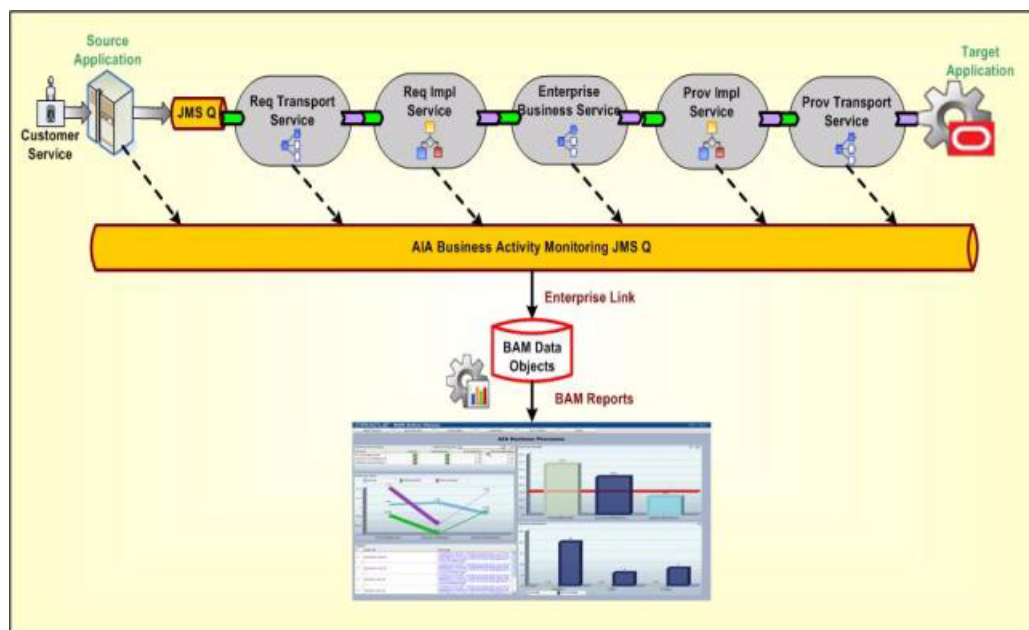 Source
Application
Target
Application
Customer
Service
JMS Q
Req Transport
Service
Req Impl
Service
Enterprise
Business Service
Prov Impl
Service
Prov Transport
Service
AIA Business Activity Monitoring JMS Q
Enterprise Link
BAM Data
Objects
BAM Reports
AIA Business Processes